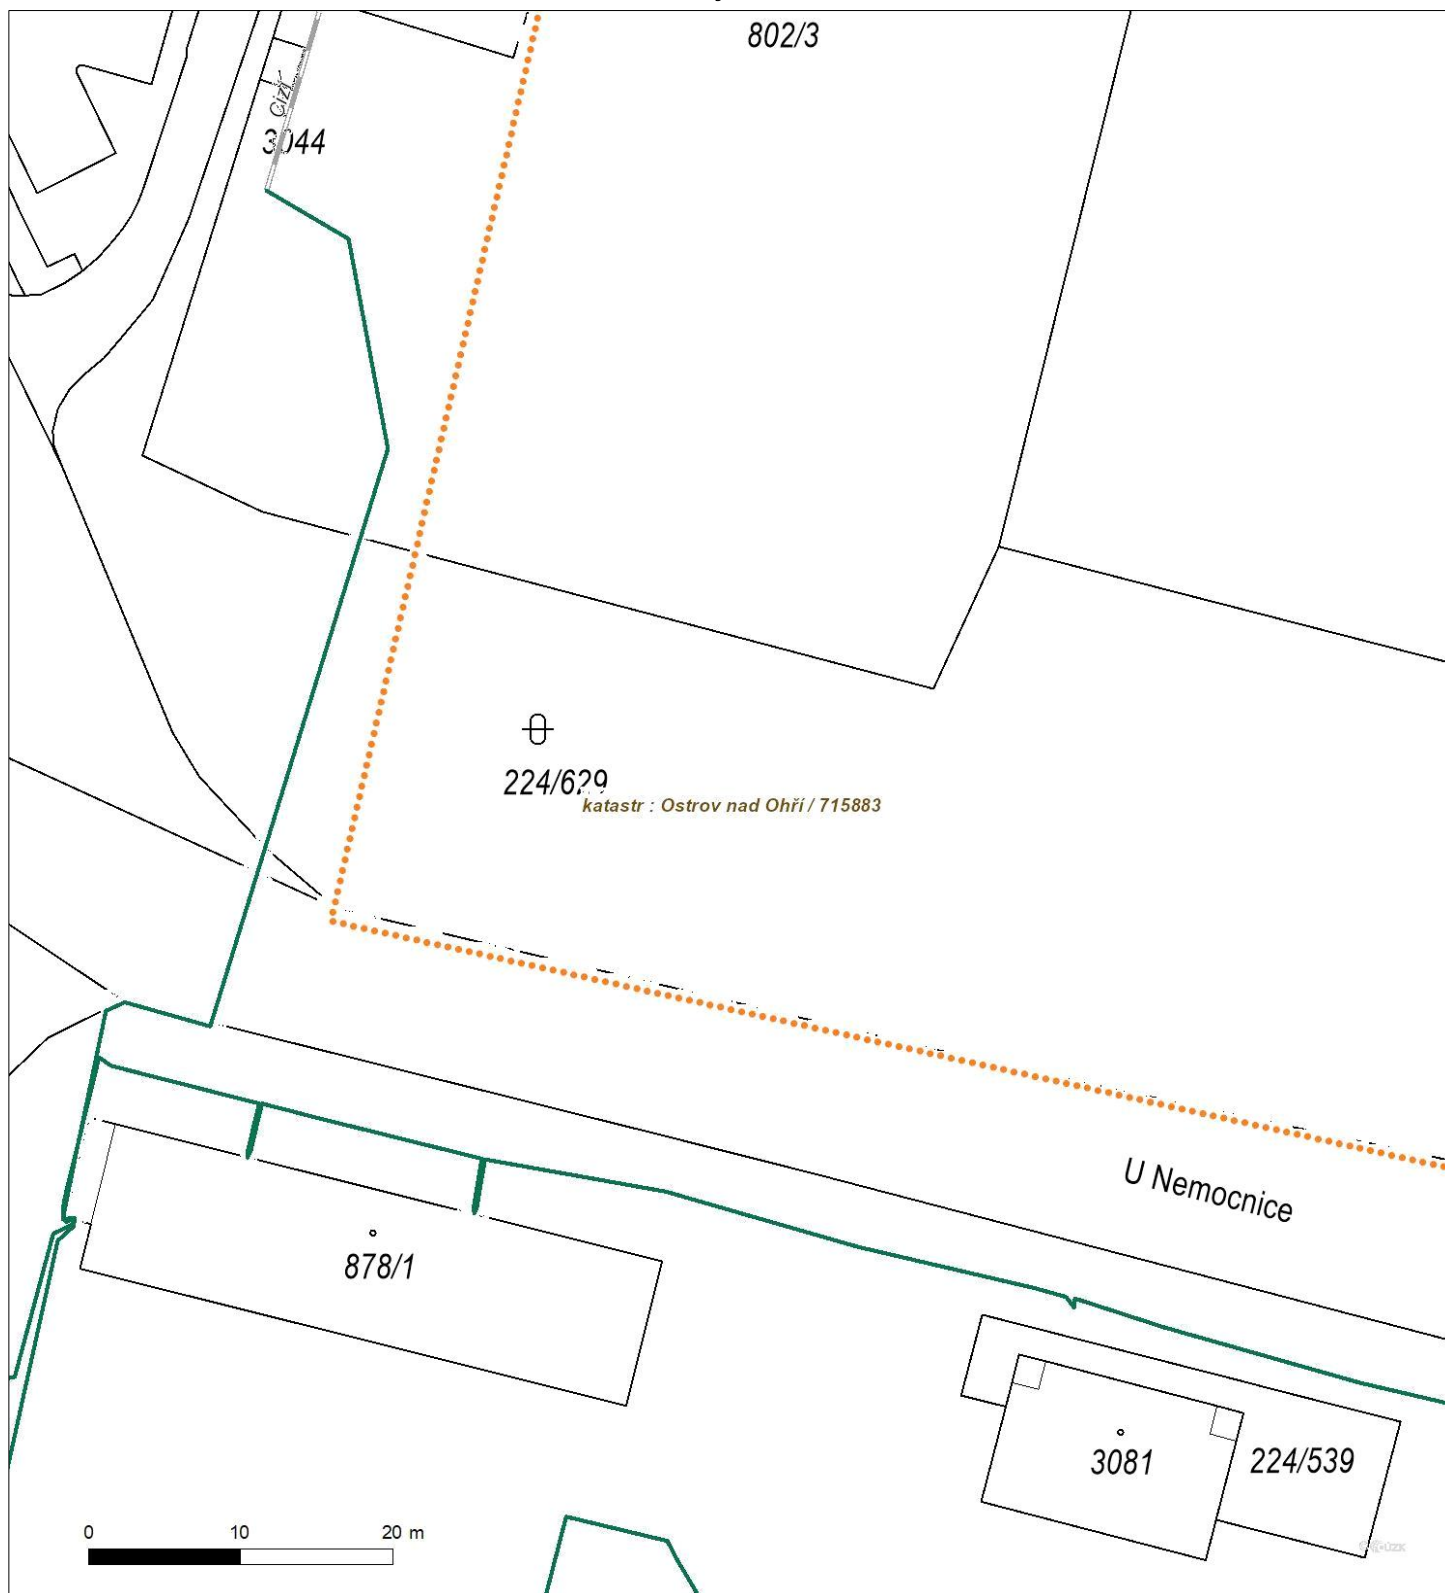 802/3
Cizí
3044
224/629
katastr : Ostrov nad Ohří / 715883
U Nemocnice
878/1
3081
224/539
0 10 20 m